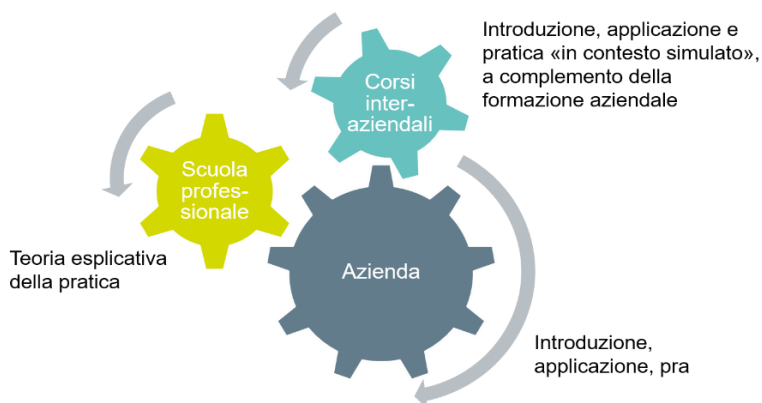 Introduzione, applicazione e
pratica «in contesto simulato»,
a complemento della
formazione aziendale
Corsi
inter-
aziendali
Scuola
profes-
sionale
Teoria esplicativa
della pratica
Azienda
Introduzione,
applicazione, pra